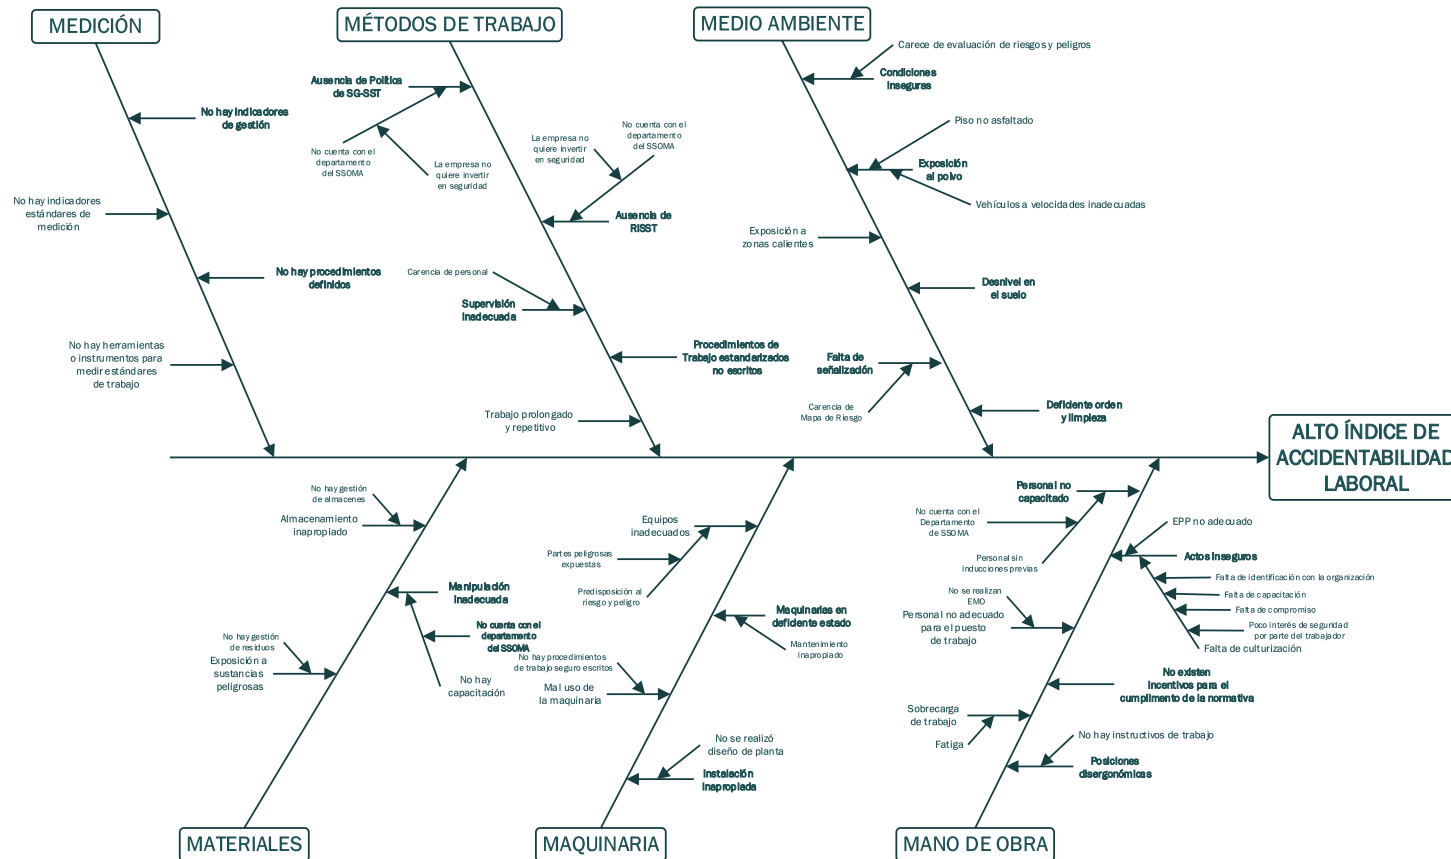 MEDICIÓN
No hay indicadores
de gestión
No hay indicadores
estándares de
medición
No hay procedimientos
definidos
No hay herramientas
o instrumentos para
medir estándares
de trabajo
MÉTODOS DE TRABAJO
Ausencia de Política
de SG-SST
No cuenta con el
departamento
del SSOMA
La empresa no
quiere invertir
en seguridad
La empresa no
quiere invertir
en seguridad
No cuenta con el
departamento
del SSOMA
Ausencia de
RISST
Carencia de personal
Supervisión
inadecuada
Procedimientos de
Trabajo estandarizados
no escritos
Trabajo prolongado
y repetitivo
MEDIO AMBIENTE
Carece de evaluación de riesgos y peligros
Condiciones
inseguras
Piso no asfaltado
Exposición
al polvo
Vehículos a velocidades inadecuadas
Exposición a
zonas calientes
Desnivel en
el suelo
Falta de
señalización
Carencia de
Mapa de Riesgo
Deficiente orden
y limpieza
ALTO ÍNDICE DE
ACCIDENTABILIDAD
LABORAL
No hay gestión
de almacenes
Almacenamiento
inapropiado
Manipulación
inadecuada
No cuenta con el
departamento
del SSOMA
No hay
capacitación
No hay gestión
de residuos
Exposición a
sustancias
peligrosas
MATERIALES
Equipos
inadecuados
Partes peligrosas
expuestas
Predisposición al
riesgo y peligro
Maquinarias en
deficiente estado
Mantenimiento
inapropiado
No hay procedimientos
de trabajo seguro escritos
Mal uso de
la maquinaria
No se realizó
diseño de planta
Instalación
inapropiada
MAQUINARIA
Personal no
capacitado
No cuenta con el
Departamento
de SSOMA
Personal sin
inducciones previas
EPP no adecuado
Actos inseguros
Falta de identificación con la organización
Falta de capacitación
Falta de compromiso
Poco interés de seguridad
por parte del trabajador
Falta de culturización
No se realizan
EMO
Personal no adecuado
para el puesto
de trabajo
No existen
incentivos para el
cumplimento de la normativa
Sobrecarga
de trabajo
Fatiga
No hay instructivos de trabajo
Posiciones
disergonómicas
MANO DE OBRA